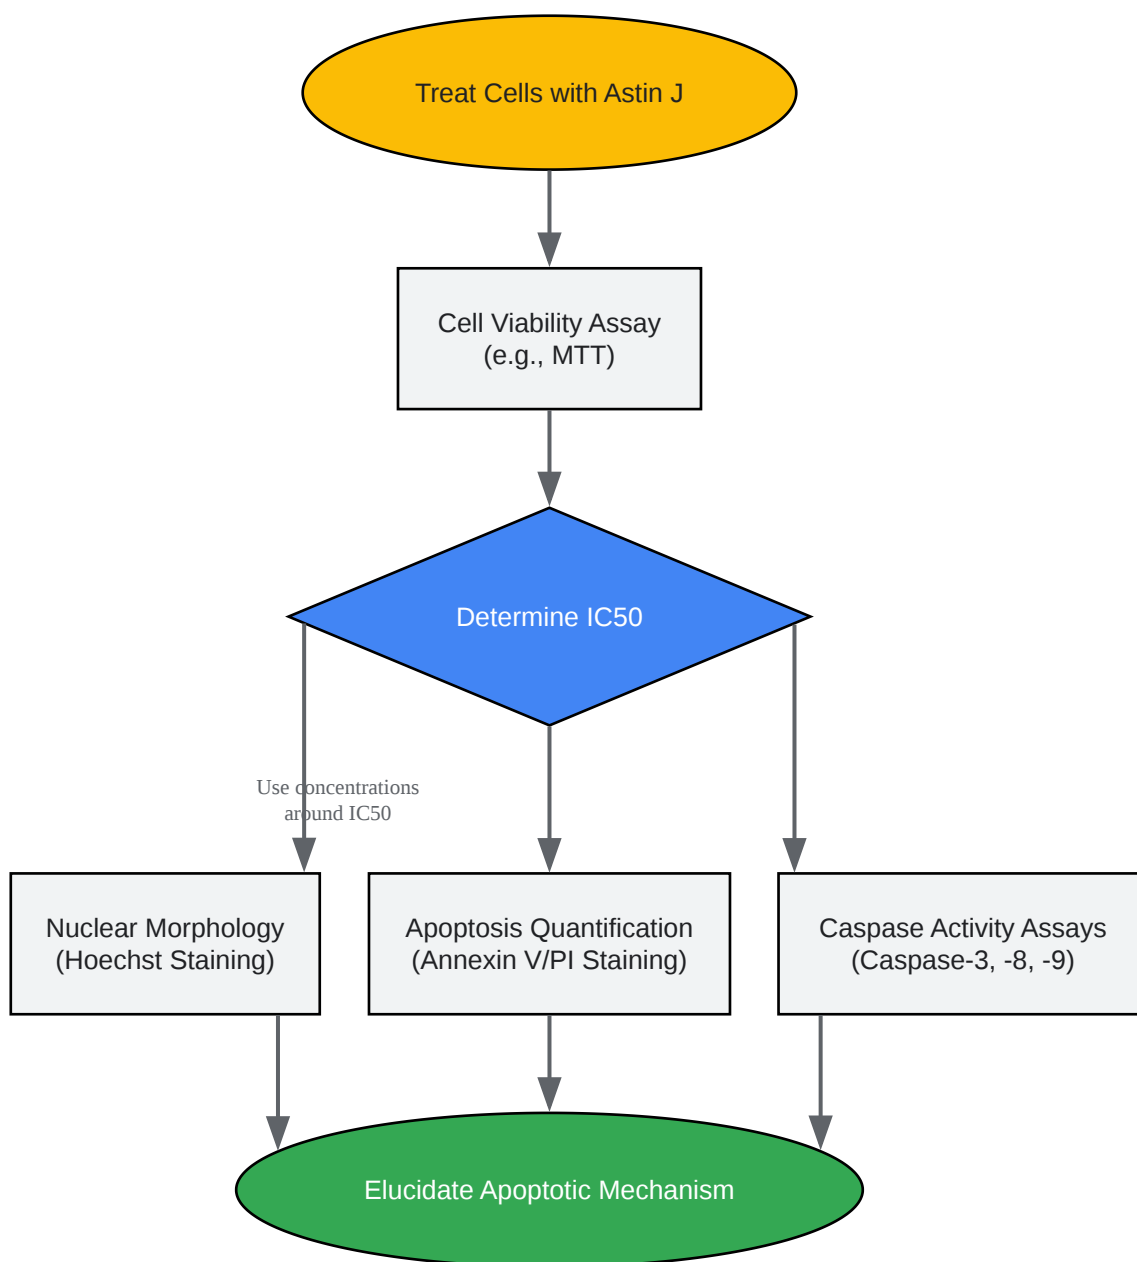 Treat Cells with Astin J
Cell Viability Assay
(e.g., MTT)
Determine IC50
Use concentrations
around IC50
Nuclear Morphology
(Hoechst Staining)
Apoptosis Quantification
(Annexin V/PI Staining)
Caspase Activity Assays
(Caspase-3, -8, -9)
Elucidate Apoptotic Mechanism